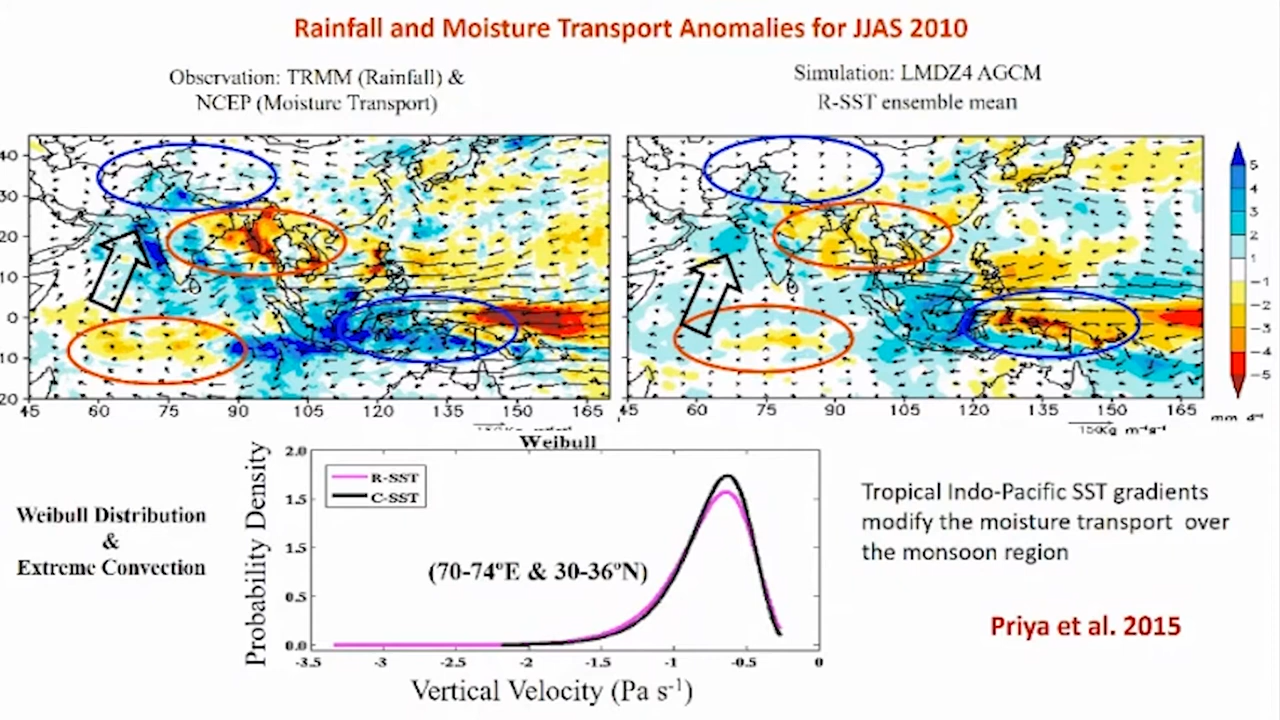 Rainfall and Moisture Transport Anomalies for JJAS 2010
Observation: TRMM (Rainfall) &
NCEP (Moisture Transport)
Simulation: LMDZ4 AGCM
R-SST ensemble mean
40
30
20
10
0
10
20
45 60 75 90 105 120 135 150 165
45 60 75 90 105 120 135 150 165
150Kg m⁻¹s⁻¹
5
4
3
2
1
−1
−2
−3
−4
−5
mm d⁻¹
Weibull
Weibull Distribution
&
Extreme Convection
Probability Density
2.0
1.5
1.5
0.5
0.0
R-SST
C-SST
(70-74ºE & 30-36ºN)
-3.5 -3 -2.5 -2 -1.5 -1 -0.5 0
Vertical Velocity (Pa s⁻¹)
Tropical Indo-Pacific SST gradients
modify the moisture transport over
the monsoon region
Priya et al. 2015